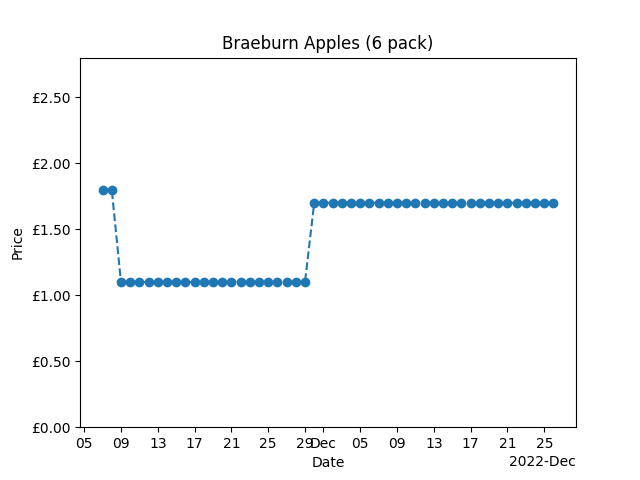 Braeburn Apples (6 pack)
£2.50
£2.00
£1.50
£1.00
£0.50
£0.00
Price
05 09 13 17 21 25 29 Dec 05 09 13 17 21 25
Date
2022-Dec